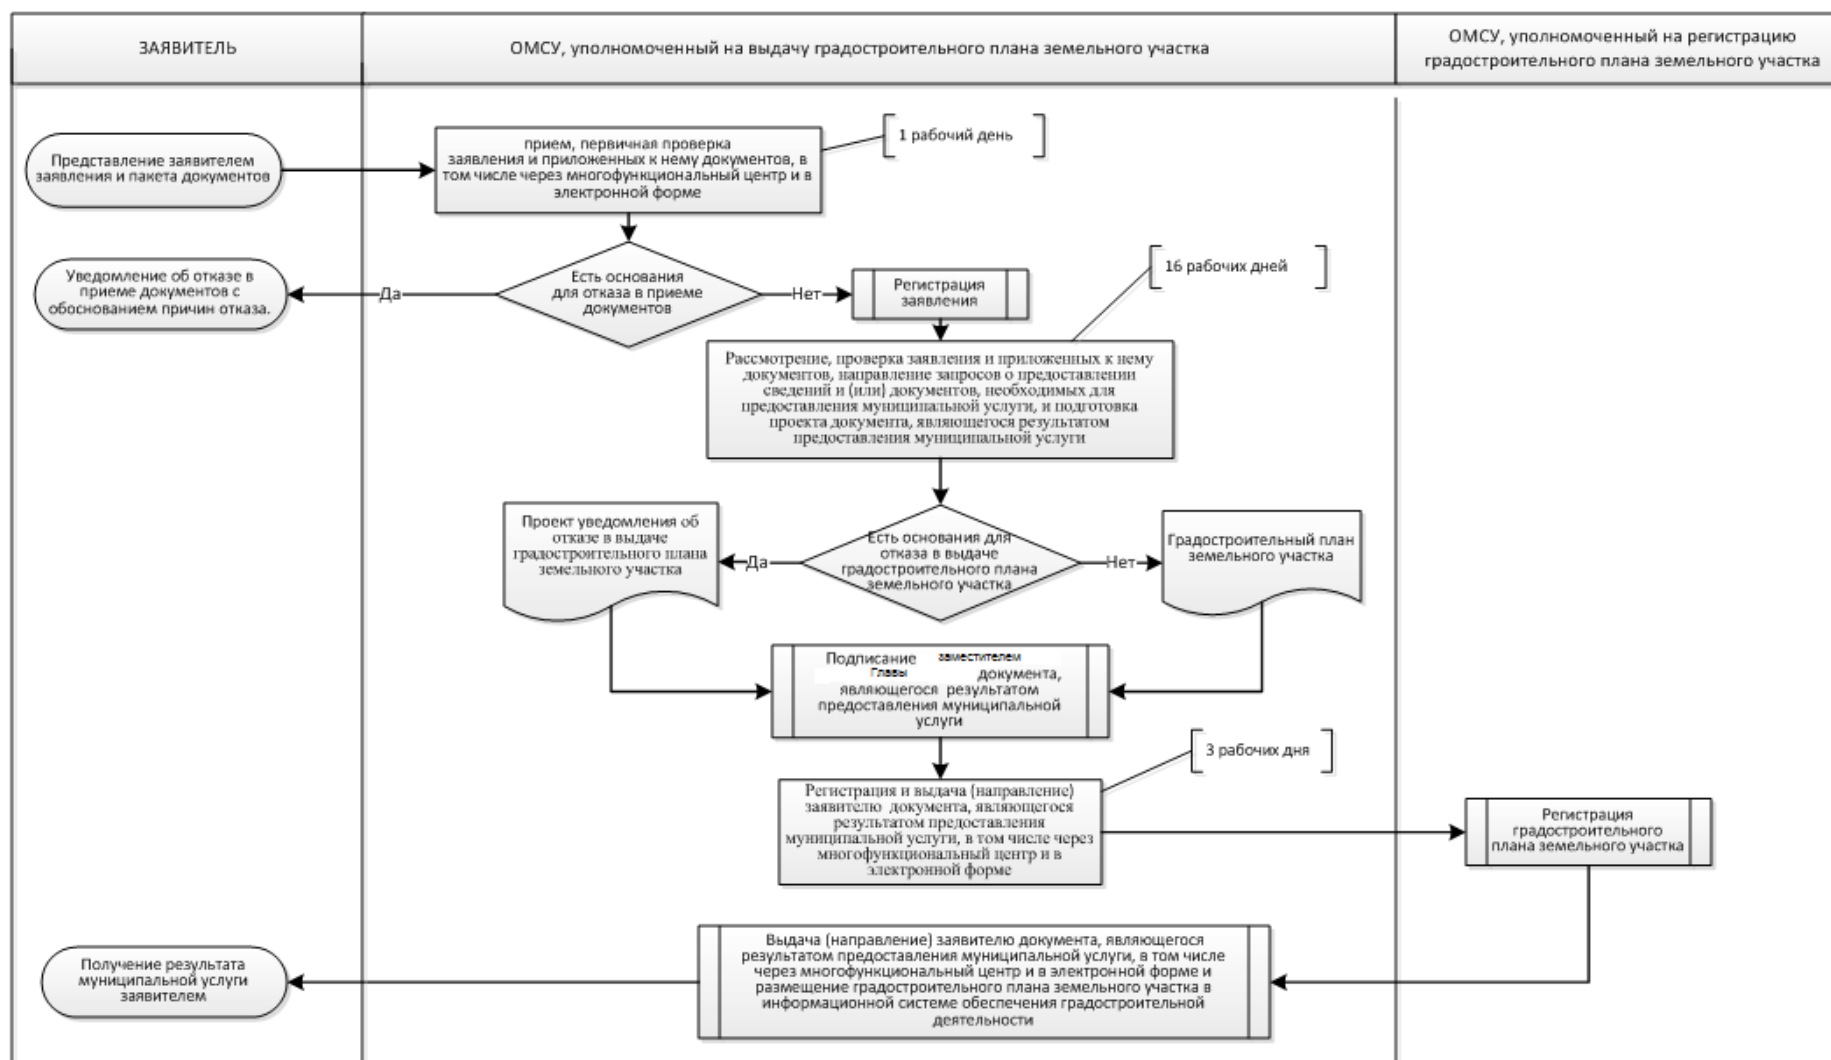 ЗАЯВИТЕЛЬ
ОМСУ, уполномоченный на выдачу градостроительного плана земельного участка
ОМСУ, уполномоченный на регистрацию
градостроительного плана земельного участка
Представление заявителем
заявления и пакета документов
прием, первичная проверка
заявления и приложенных к нему документов, в
том числе через многофункциональный центр и в
электронной форме
1 рабочий день
Уведомление об отказе в
приеме документов с
обоснованием причин отказа.
Да
Есть основания
для отказа в приеме
документов
Нет
Регистрация
заявления
16 рабочих дней
Рассмотрение, проверка заявления и приложенных к нему
документов, направление запросов о предоставлении
сведений и (или) документов, необходимых для
предоставления муниципальной услуги, и подготовка
проекта документа, являющегося результатом
предоставления муниципальной услуги
Проект уведомления об
отказе в выдаче
градостроительного плана
земельного участка
Да
Есть основания для
отказа в выдаче
градостроительного плана
земельного участка
Нет
Градостроительный план
земельного участка
Подписание заместителем
Главы документа,
являющегося результатом
предоставления муниципальной
услуги
3 рабочих дня
Регистрация и выдача (направление)
заявителю документа, являющегося
результатом предоставления
муниципальной услуги, в том числе через
многофункциональный центр и в
электронной форме
Регистрация
градостроительного
плана земельного участка
Получение результата
муниципальной услуги
заявителем
Выдача (направление) заявителю документа, являющегося
результатом предоставления муниципальной услуги, в том числе
через многофункциональный центр и в электронной форме и
размещение градостроительного плана земельного участка в
информационной системе обеспечения градостроительной
деятельности